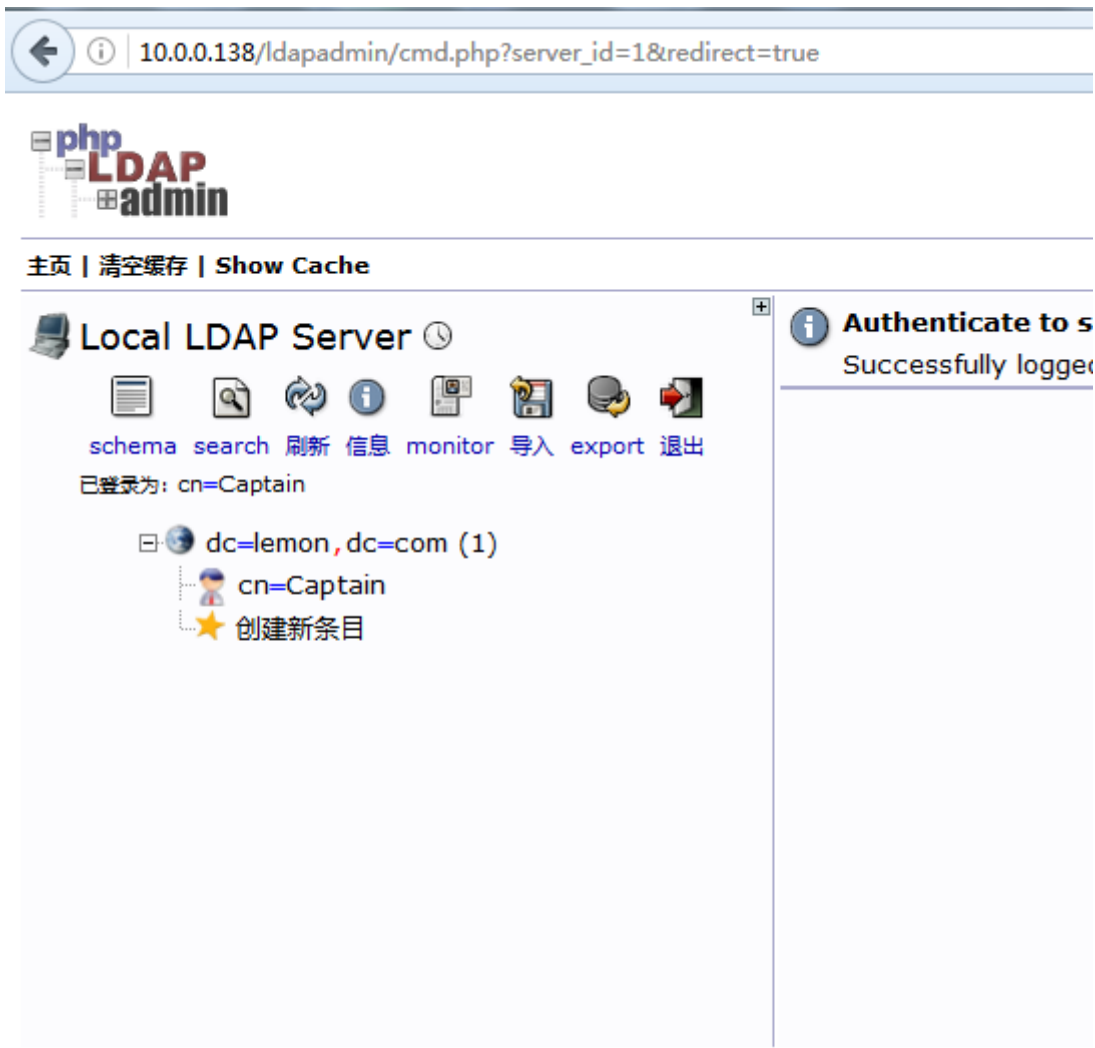 10.0.0.138/ldapadmin/cmd.php?server_id=1&redirect=true
php
LDAP
admin
主页 | 清空缓存 | Show Cache
Local LDAP Server
schema search 刷新 信息 monitor 导入 export 退出
已登录为: cn=Captain
dc=lemon,dc=com (1)
cn=Captain
创建新条目
Authenticate to s
Successfully logged